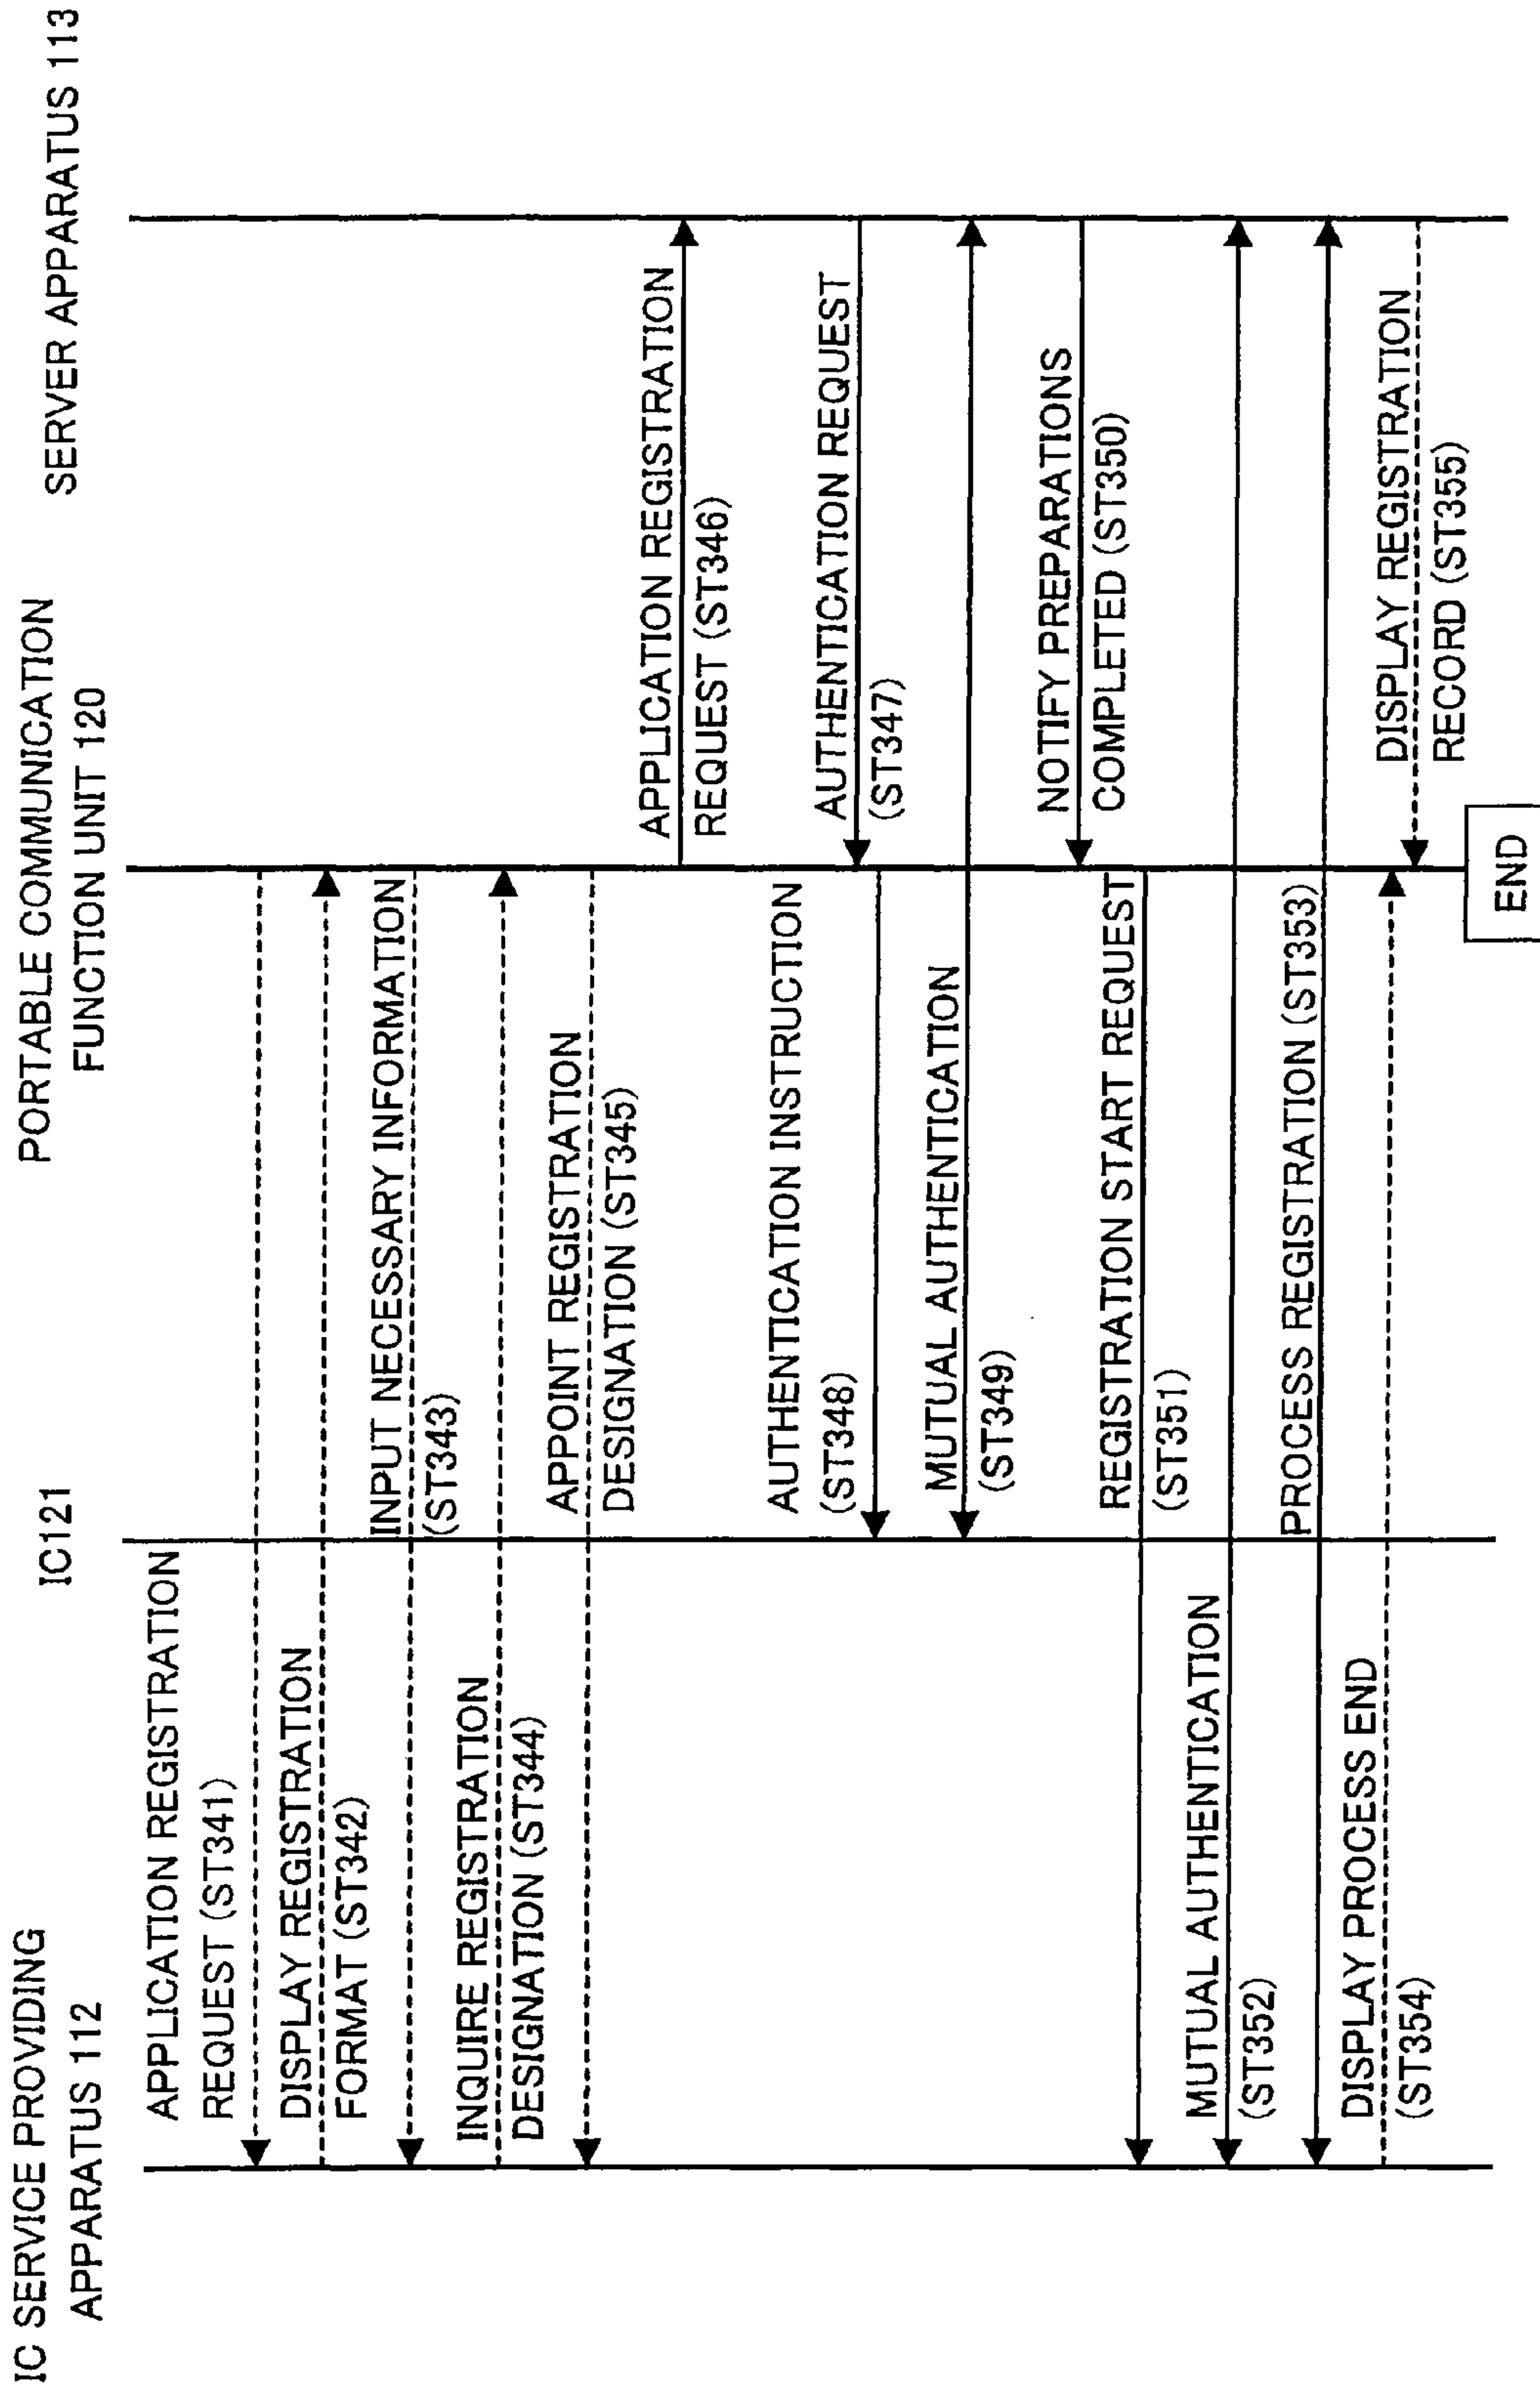 IC SERVICE PROVIDING
APPARATUS 112
IC121
PORTABLE COMMUNICATION
FUNCTION UNIT 120
SERVER APPARATUS 113
APPLICATION REGISTRATION
REQUEST (ST341)
DISPLAY REGISTRATION
FORMAT (ST342)
INPUT NECESSARY INFORMATION
(ST343)
INQUIRE REGISTRATION
DESIGNATION (ST344)
APPOINT REGISTRATION
DESIGNATION (ST345)
APPLICATION REGISTRATION
REQUEST (ST346)
AUTHENTICATION REQUEST
(ST347)
AUTHENTICATION INSTRUCTION
(ST348)
MUTUAL AUTHENTICATION
(ST349)
NOTIFY PREPARATIONS
COMPLETED (ST350)
REGISTRATION START REQUEST
(ST351)
MUTUAL AUTHENTICATION
(ST352)
PROCESS REGISTRATION (ST353)
DISPLAY PROCESS END
(ST354)
DISPLAY REGISTRATION
RECORD (ST355)
END